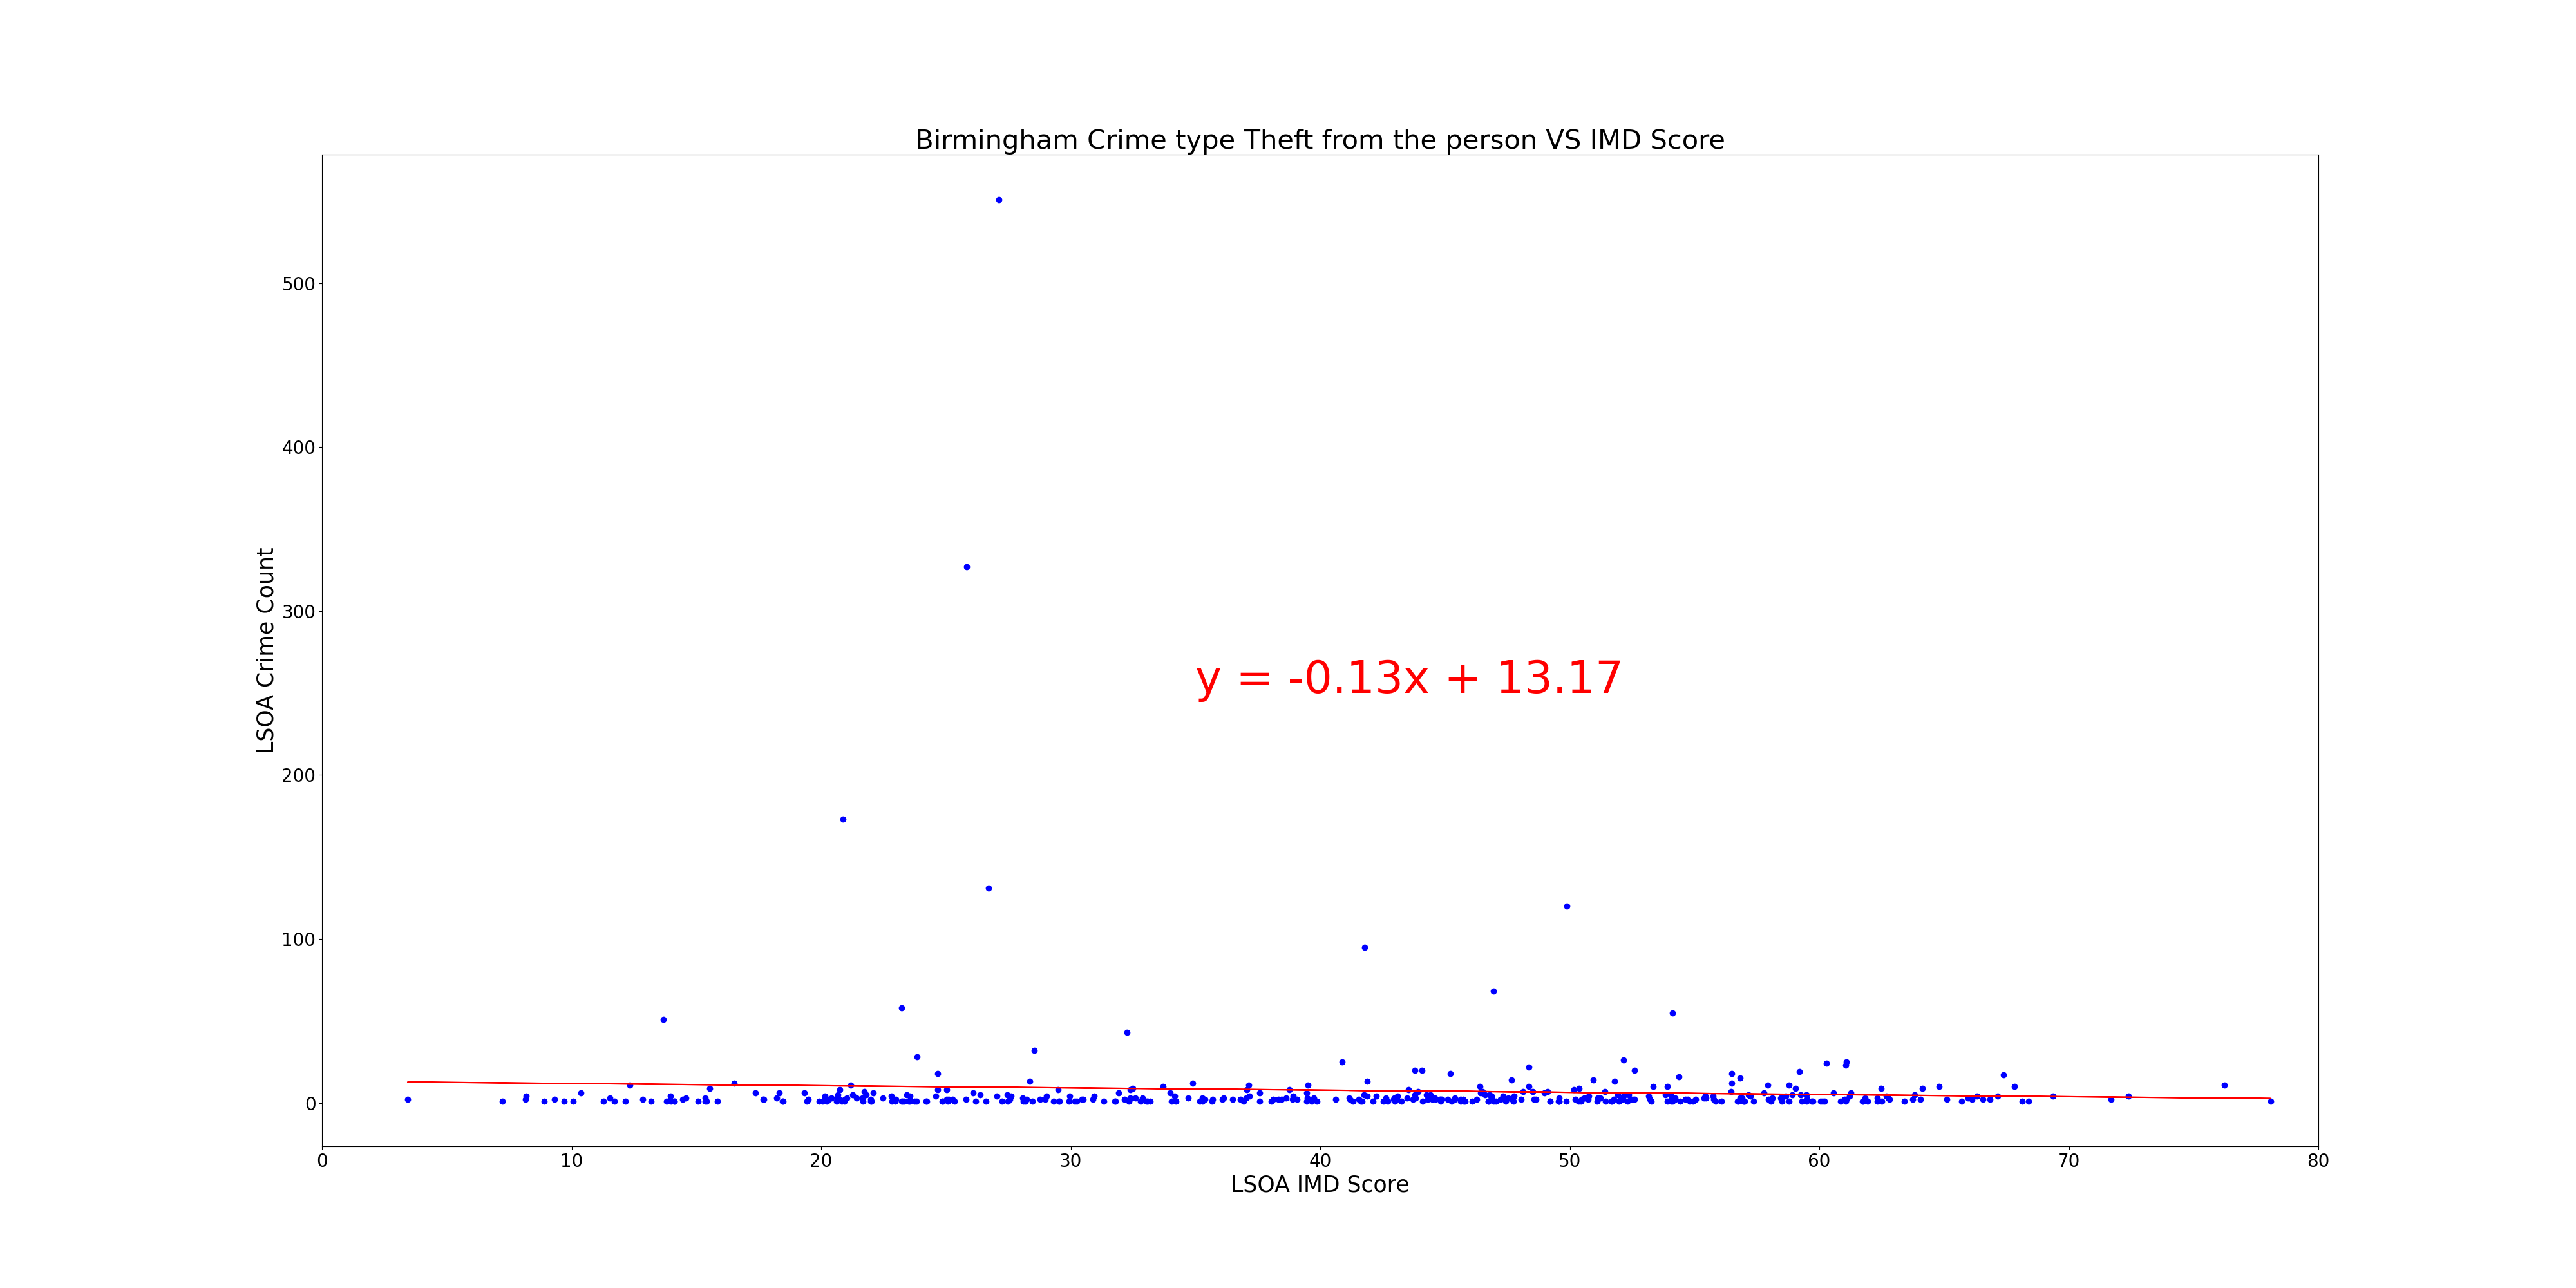 Birmingham Crime type Theft from the person VS IMD Score
500
400
300
200
100
0
LSOA Crime Count
y = -0.13x + 13.17
0 10 20 30 40 50 60 70 80
LSOA IMD Score